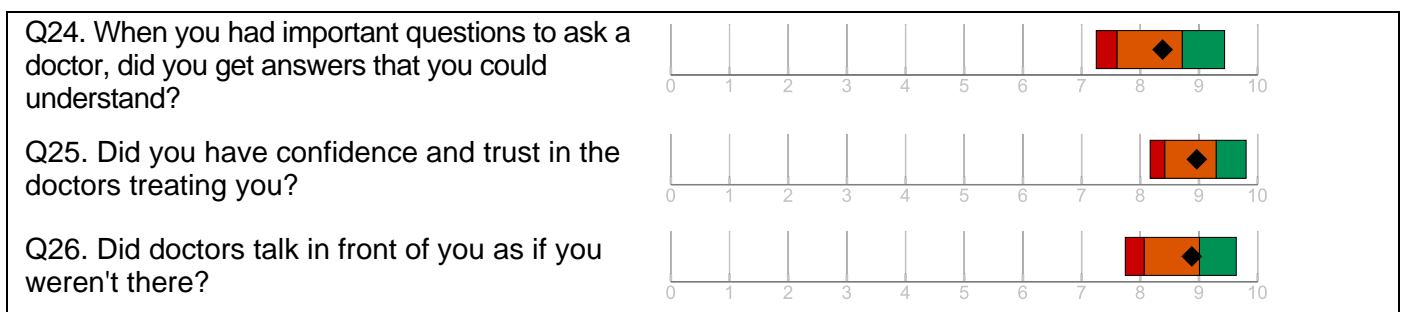 Q24. When you had important questions to ask a
doctor, did you get answers that you could
understand?
0 1 2 3 4 5 6 7 8 9 10
Q25. Did you have confidence and trust in the
doctors treating you?
0 1 2 3 4 5 6 7 8 9 10
Q26. Did doctors talk in front of you as if you
weren't there?
0 1 2 3 4 5 6 7 8 9 10